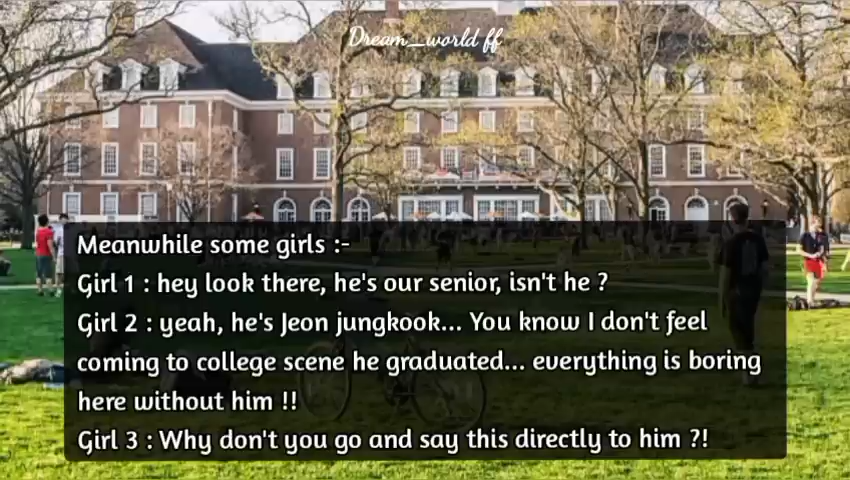 Dream_world ff
Meanwhile some girls :-
Girl 1 : hey look there, he's our senior, isn't he ?
Girl 2 : yeah, he's Jeon jungkook... You know I don't feel
coming to college scene he graduated... everything is boring
here without him !!
Girl 3 : Why don't you go and say this directly to him ?!